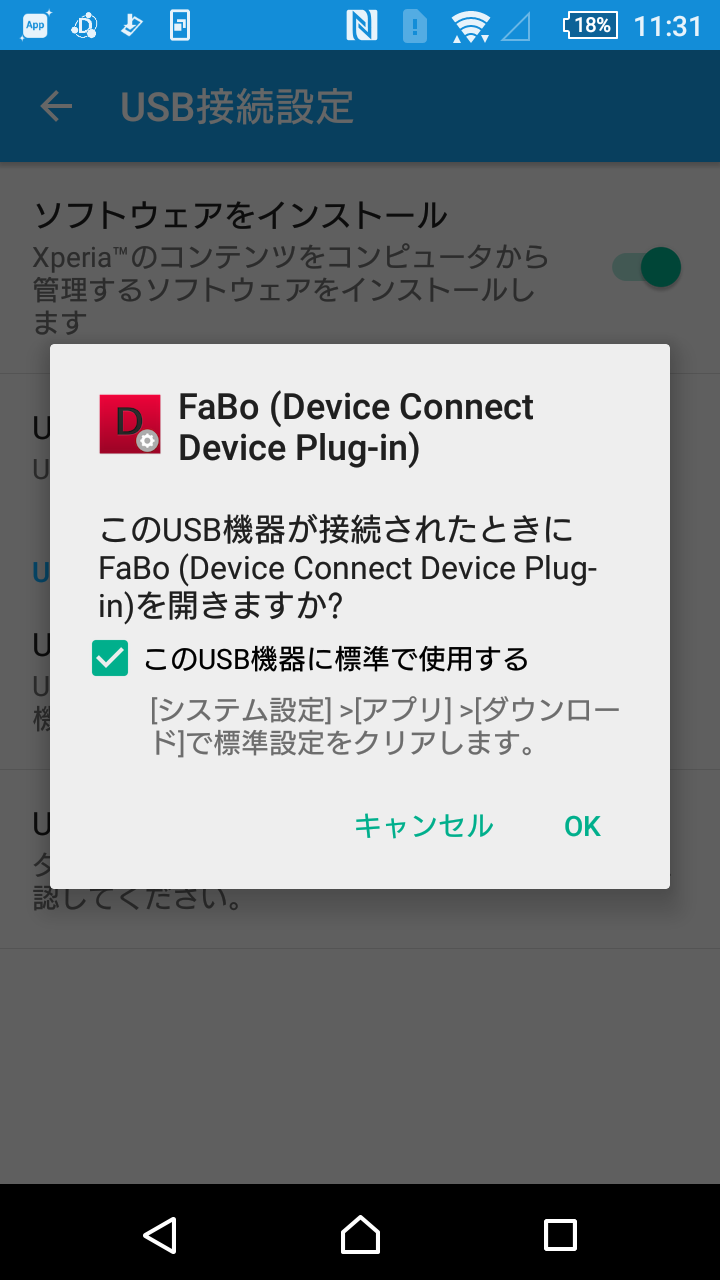 App
18% 11:31
USB接続設定
ソフトウェアをインストール
Xperia™のコンテンツをコンピュータから
管理するソフトウェアをインストールし
ます
D
FaBo (Device Connect
Device Plug-in)
U
U
このUSB機器が接続されたときに
FaBo (Device Connect Device Plug-
in)を開きますか?
U
U
このUSB機器に標準で使用する
U
機
[システム設定] >[アプリ] >[ダウンロー
ド]で標準設定をクリアします。
U
キャンセル OK
タ
認してください。